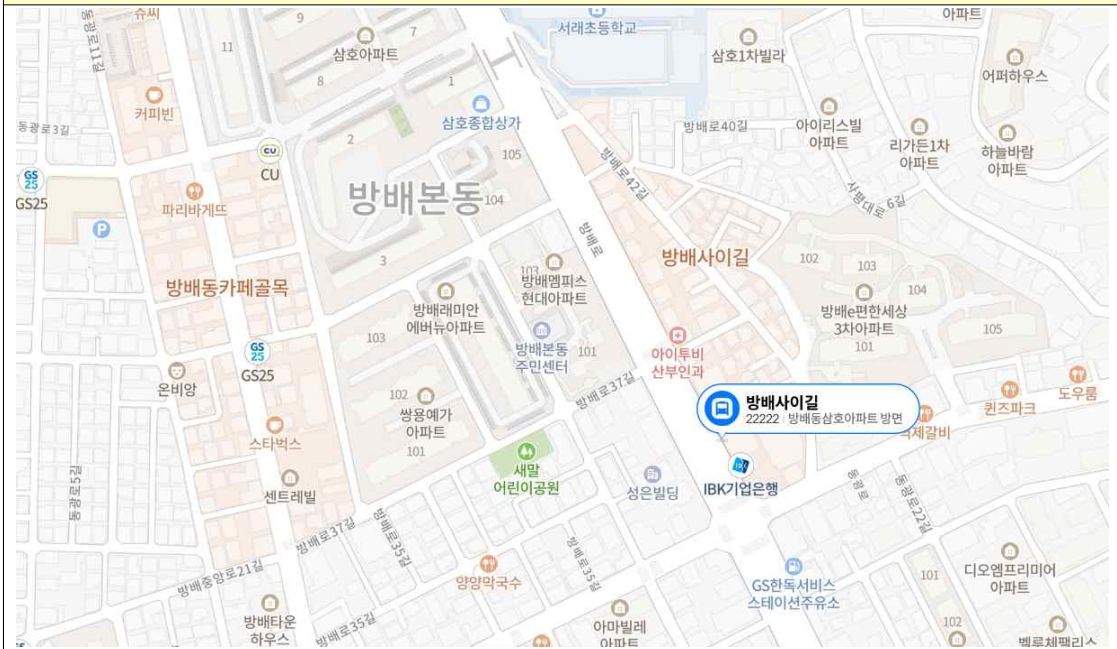 슈씨
9
7
서래초등학교
아파트
동광로11길
11
삼호아파트
삼호1차빌라
어퍼하우스
8
1
커피빈
삼호종합상가
동광로3길
2
방배로40길
아이리스빌
아파트
리가든1차
아파트
하늘바람
아파트
CU
CU
105
방배로42길
GS
25
GS25
파리바게뜨
방배본동
104
사평대로6길
P
방배로
방배사이길
3
102
103
방배동카페골목
103
방배멤피스
현대아파트
104
방배래미안
에버뉴아파트
방배e편한세상
3차아파트
105
103
방배본동
주민센터
101
아이투비
산부인과
101
GS
25
GS25
온비앙
102
쌍용예가
아파트
101
방배로37길
방배사이길
22222
방배동삼호아파트 방면
퀸즈파크
도우룸
스타벅스
새말
어린이공원
IBK기업은행
성은빌딩
동광로
동광로22길
동광로5길
센트레빌
방배로37길
방배로35길
방배로35길
방배중앙로21길
양양막국수
GS한독서비스
스테이션주유소
101
디오엠프리미어
아파트
방배타운
하우스
방배로35길
아마빌레
아파트
102
벨루체팰리스
GS